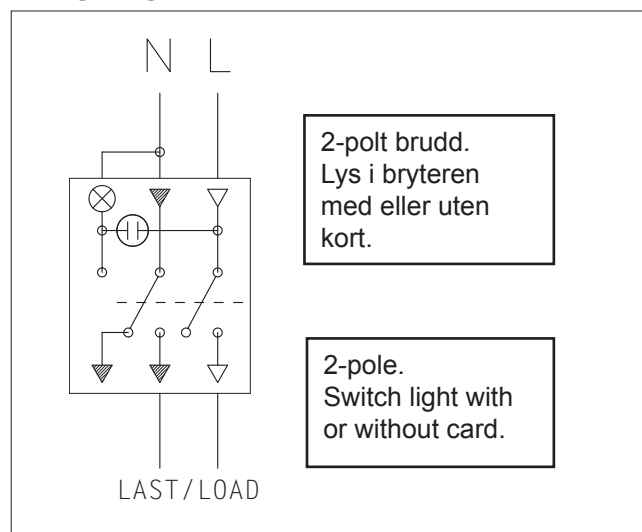 N L
2-polt brudd.
Lys i bryteren
med eller uten
kort.
2-pole.
Switch light with
or without card.
LAST/LOAD